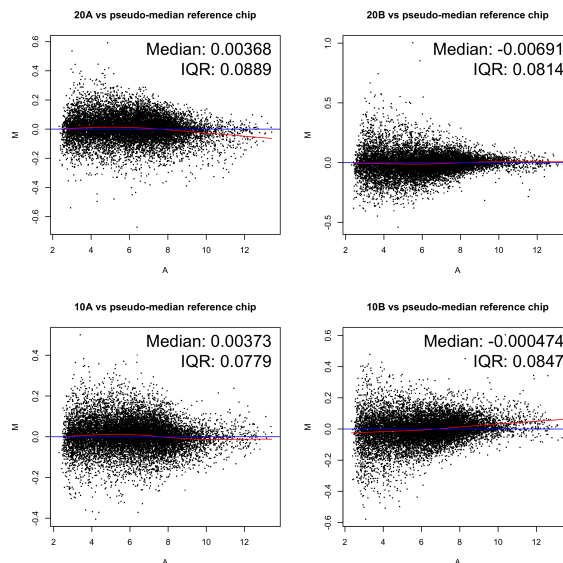 20A vs pseudo-median reference chip
Median: 0.00368
IQR: 0.0889
M
0.6
0.4
0.2
0.0
-0.2
-0.4
-0.6
2 4 6 8 10 12
A
20B vs pseudo-median reference chip
Median: -0.00691
IQR: 0.0814
M
1.0
0.5
0.0
-0.5
2 4 6 8 10 12
A
10A vs pseudo-median reference chip
Median: 0.00373
IQR: 0.0779
M
0.4
0.2
0.0
-0.2
-0.4
2 4 6 8 10 12
A
10B vs pseudo-median reference chip
Median: -0.000474
IQR: 0.0847
M
0.6
0.4
0.2
0.0
-0.2
-0.4
-0.6
2 4 6 8 10 12
A